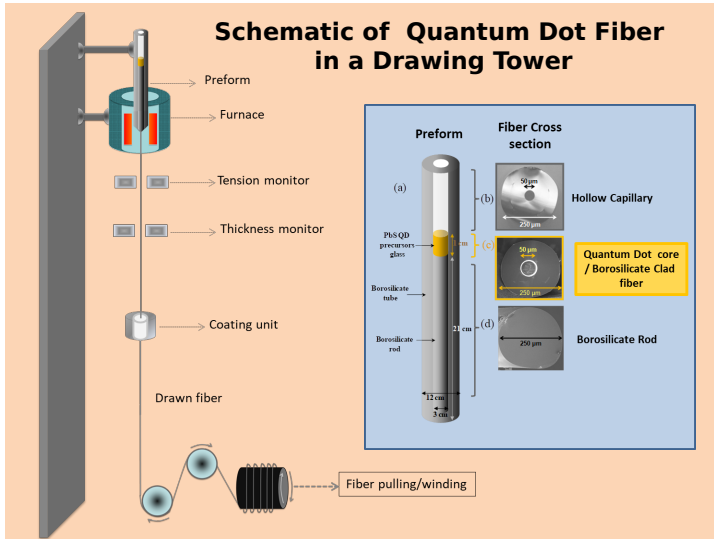 Schematic of Quantum Dot Fiber
in a Drawing Tower
Preform
Furnace
Tension monitor
Thickness monitor
Coating unit
Drawn fiber
Fiber pulling/winding
Preform
Fiber Cross
section
(a)
(b)
50 µm
250 µm
Hollow Capillary
PbS QD
precursors
glass
1 cm
(c)
50 µm
250 µm
Quantum Dot core
/ Borosilicate Clad
fiber
Borosilicate
tube
Borosilicate
rod
21 cm
(d)
250 µm
Borosilicate Rod
12 cm
3 cm